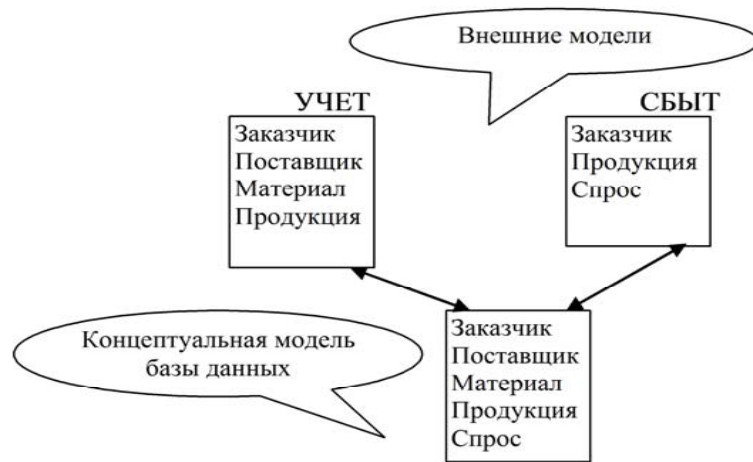 Внешние модели
УЧЕТ
СБЫТ
Заказчик
Поставщик
Материал
Продукция
Заказчик
Продукция
Спрос
Концептуальная модель
базы данных
Заказчик
Поставщик
Материал
Продукция
Спрос